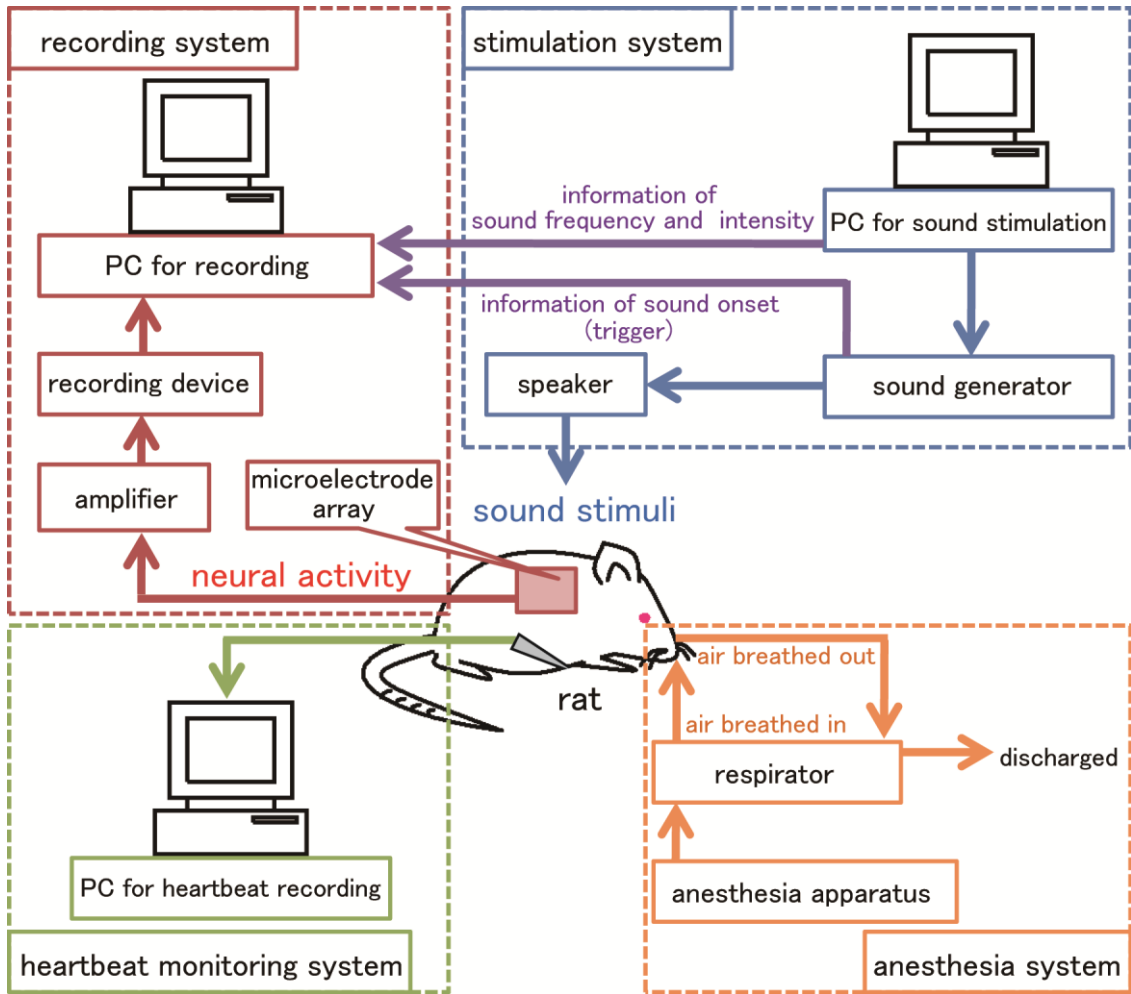 recording system
PC for recording
recording device
amplifier
microelectrode
array
neural activity
stimulation system
PC for sound stimulation
information of
sound frequency and intensity
information of sound onset
(trigger)
speaker
sound generator
sound stimuli
rat
PC for heartbeat recording
heartbeat monitoring system
air breathed out
air breathed in
respirator
discharged
anesthesia apparatus
anesthesia system